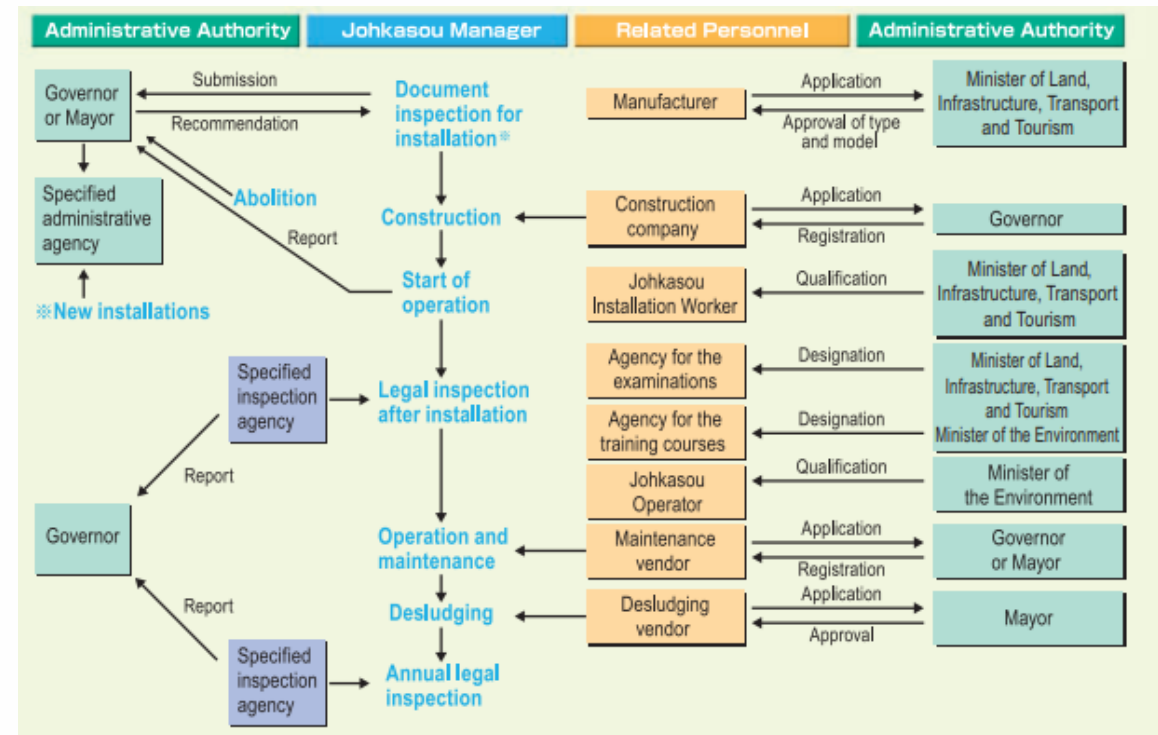 Administrative Authority
Johkasou Manager
Related Personnel
Administrative Authority
Governor
or Mayor
Submission
Recommendation
Document
inspection for
installation※
Manufacturer
Application
Approval of type
and model
Minister of Land,
Infrastructure, Transport
and Tourism
Specified
administrative
agency
Abolition
Report
Construction
Construction
company
Application
Registration
Governor
※New installations
Start of
operation
Johkasou
Installation Worker
Qualification
Minister of Land,
Infrastructure, Transport
and Tourism
Specified
inspection
agency
Legal inspection
after installation
Agency for the
examinations
Designation
Agency for the
training courses
Designation
Minister of Land,
Infrastructure, Transport
and Tourism
Minister of the Environment
Report
Johkasou
Operator
Qualification
Minister of
the Environment
Governor
Operation and
maintenance
Maintenance
vendor
Application
Registration
Governor
or Mayor
Report
Desludging
Desludging
vendor
Application
Approval
Mayor
Specified
inspection
agency
Annual legal
inspection